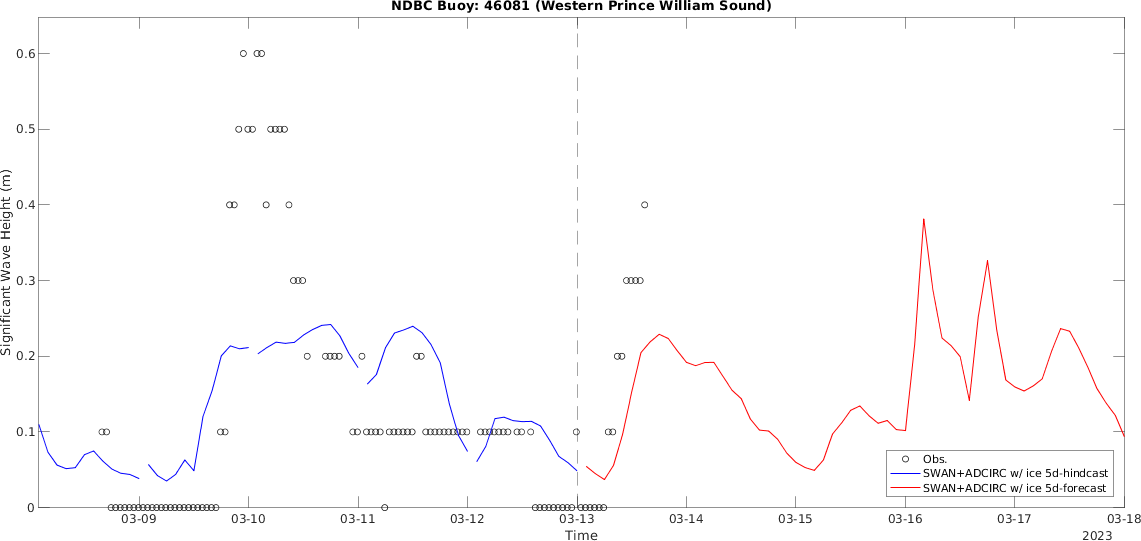 NDBC Buoy: 46081 (Western Prince William Sound)
Significant Wave Height (m)
0.6
0.5
0.4
0.3
0.2
0.1
0
Obs.
SWAN+ADCIRC w/ ice 5d-hindcast
SWAN+ADCIRC w/ ice 5d-forecast
03-09 03-10 03-11 03-12 03-13 03-14 03-15 03-16 03-17 03-18
Time
2023